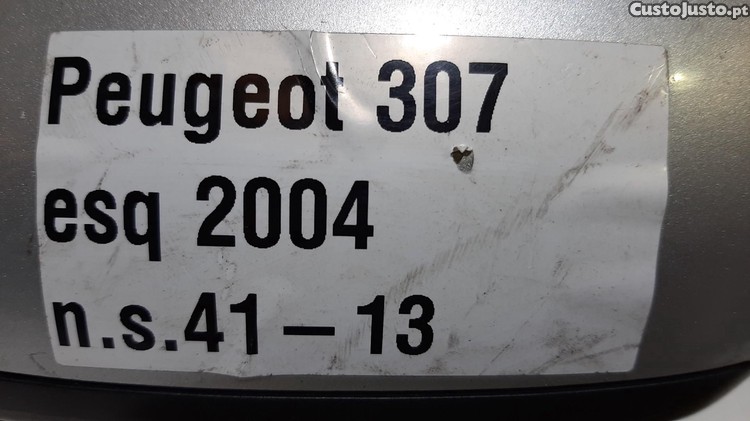 CustoJusto.pt
Peugeot 307
esq 2004
n.s.41-13